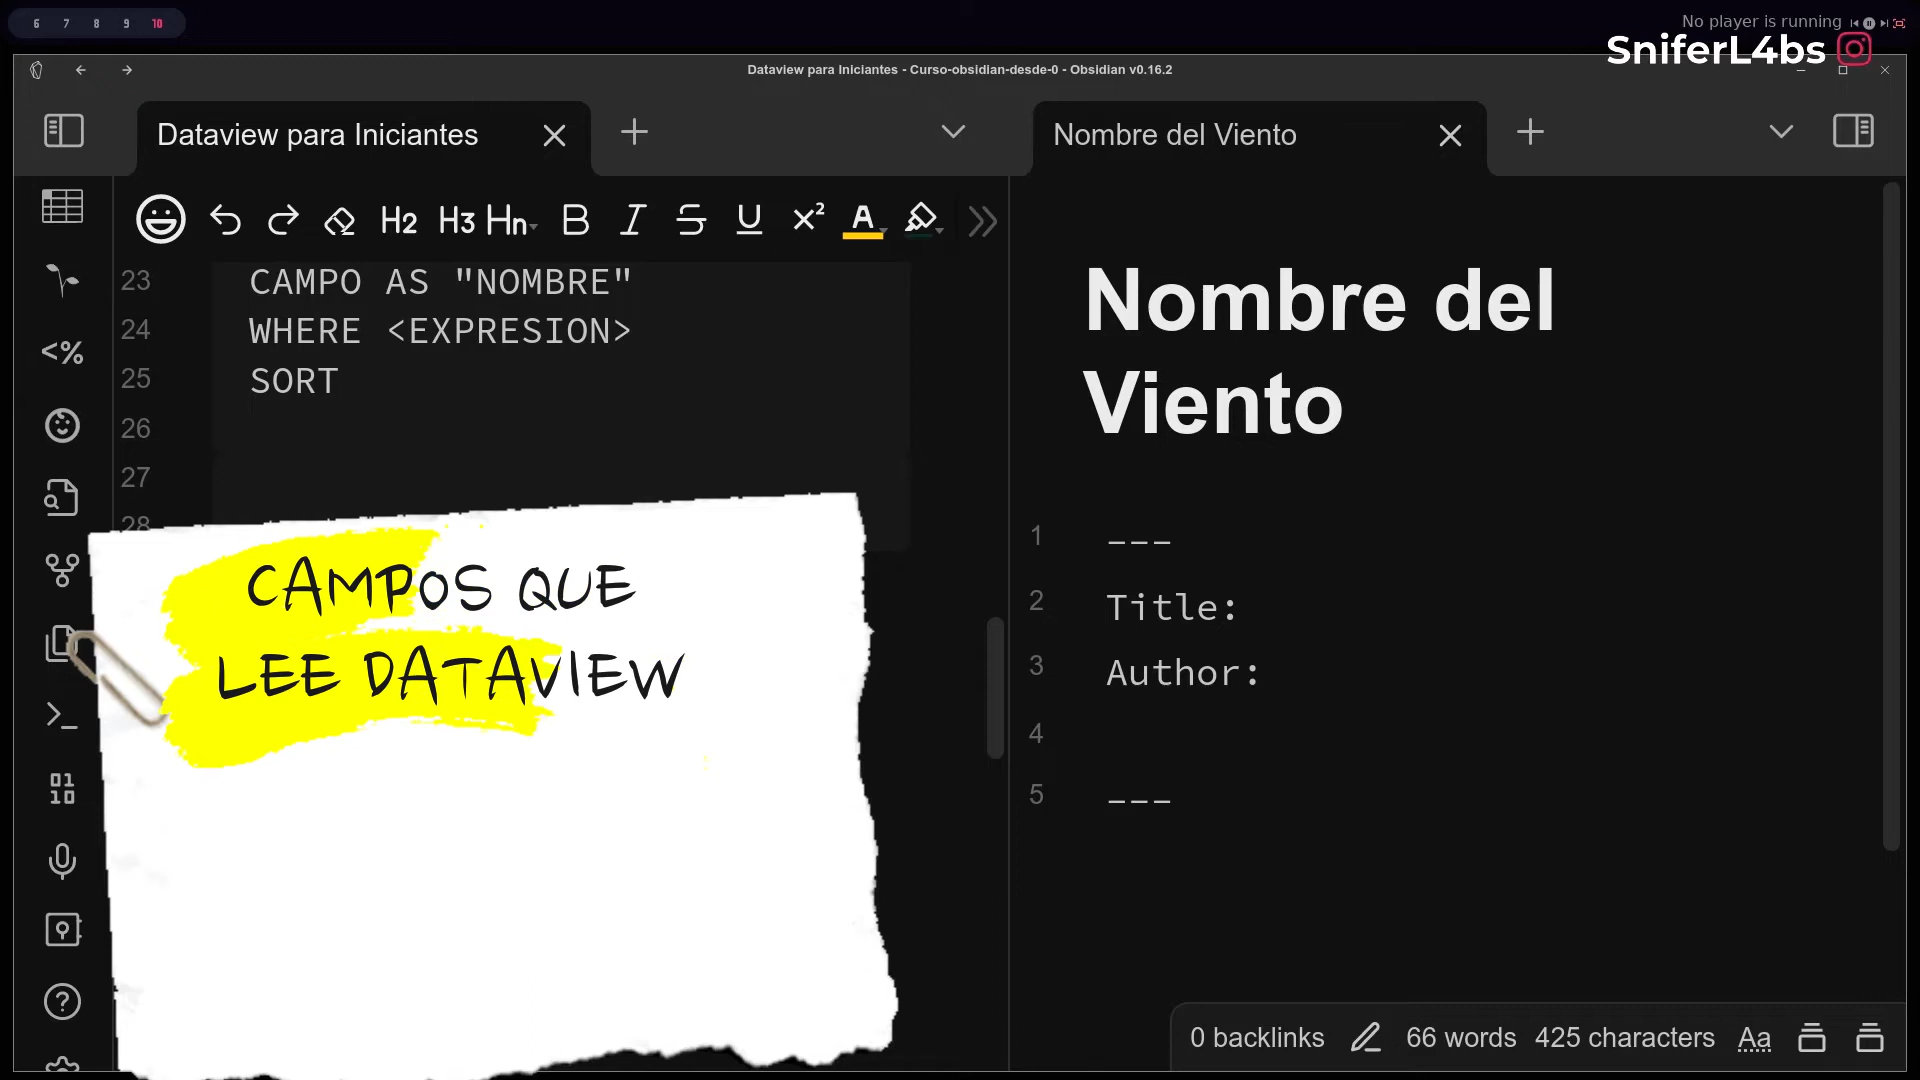 6 7 8 9 10
No player is running
SniferL4bs
Dataview para Iniciantes - Curso-obsidian-desde-0 - Obsidian v0.16.2
Dataview para Iniciantes
Nombre del Viento
H2 H3 Hn B I S U X² A
23 CAMPO AS "NOMBRE"
24 WHERE <EXPRESION>
25 SORT
26
27
28
<%
CAMPOS QUE
LEE DATAVIEW
Nombre del
Viento
1 ---
2 Title:
3 Author:
4
5 ---
0 backlinks 66 words 425 characters Aa